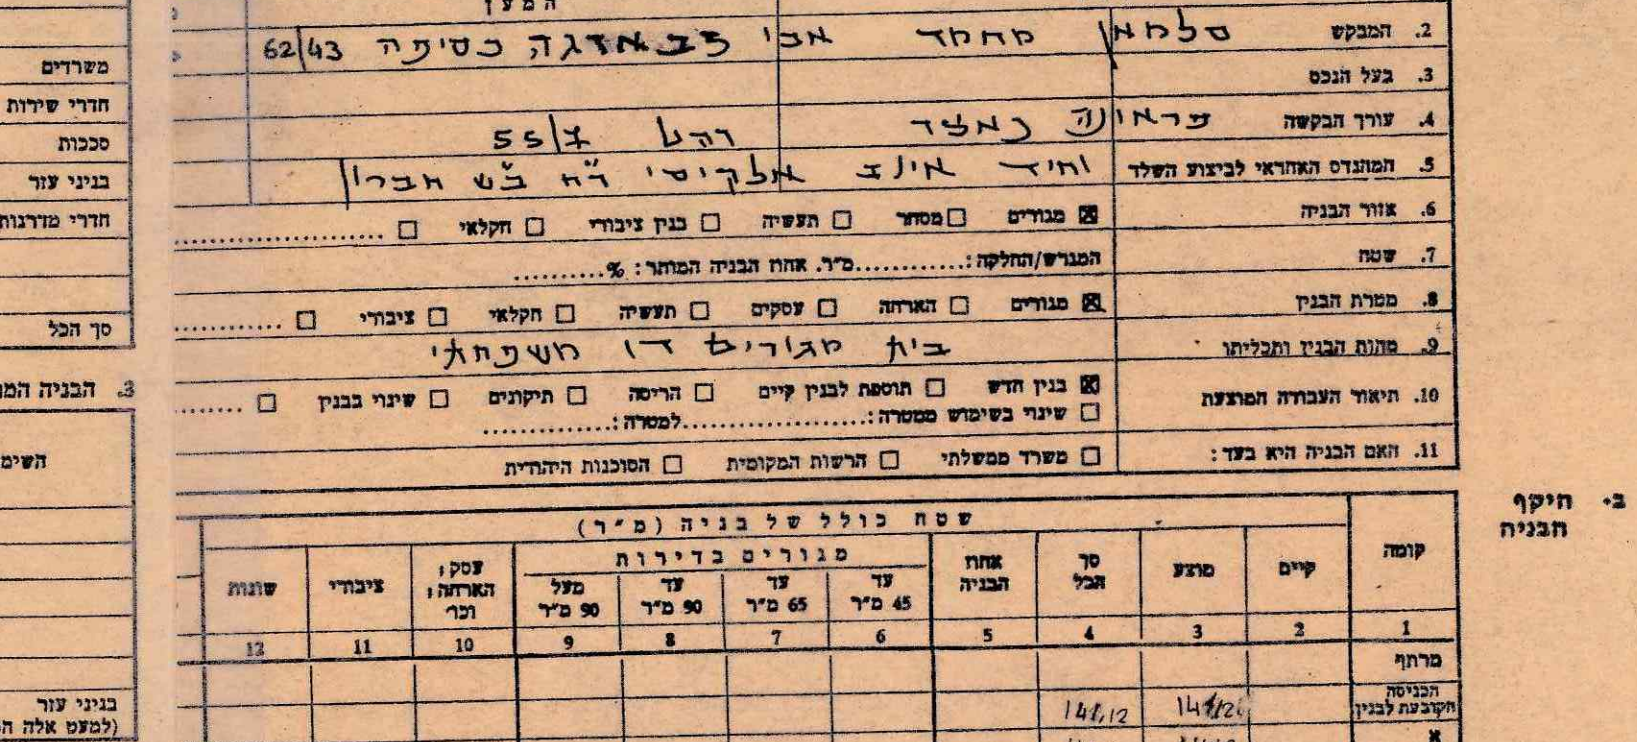 המען
2. המבקש סלמאן מחמד אבי כסיפה 62/43
3. בעל הנכס
4. עורך הבקשה רהט 55/7
5. המהנדס האחראי לביצוע השלד וחיד
6. אזור הבניה ☒ מגורים ☐ מסחר ☐ תעשיה ☐ בנין ציבורי ☐ חקלאי ☐ ....................
7. שטח המגרש/החלקה:............מ"ר. אחוז הבניה המותר: %...........
8. מטרת הבנין ☒ מגורים ☐ הארחה ☐ עסקים ☐ תעשיה ☐ חקלאי ☐ ציבורי ☐ ..........
9. מהות הבנין ותכליתו בית מגורים דו משפחתי
10. תיאור העבודה המוצעת ☒ בנין חדש ☐ תוספת לבנין קיים ☐ הריסה ☐ תיקונים ☐ שינוי בבנין ☐ .......
☐ שינוי בשימוש ממטרה:....................למטרה:..............
11. האם הבניה היא בעד: ☐ משרד ממשלתי ☐ הרשות המקומית ☐ הסוכנות היהודית
ב. היקף
הבניה
שטח כולל של בניה (מ"ר)
קומה קיים מוצע סך הכל אחוז הבניה מגורים בדירות עסק; הארחה; וכו' ציבורי שונות
עד 45 מ"ר עד 65 מ"ר עד 90 מ"ר מעל 90 מ"ר
1 2 3 4 5 6 7 8 9 10 11 12
מרתף
הכניסה
הקובעת לבנין 141.12
א
משרדים
חדרי שירות
סככות
בניני עזר
חדרי מדרגות
סך הכל
3. הבניה
בניני עזר
(למעט אלה